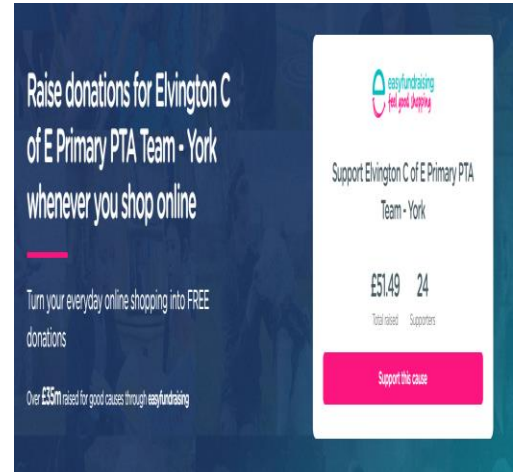 Raise donations for Elvington C
of E Primary PTA Team - York
whenever you shop online
Turn your everyday online shopping into FREE
donations
Over £35m raised for good causes through easyfundraising
easyfundraising
feel good shopping
Support Elvington C of E Primary PTA
Team - York
£51.49 24
Total raised Supporters
Support this cause